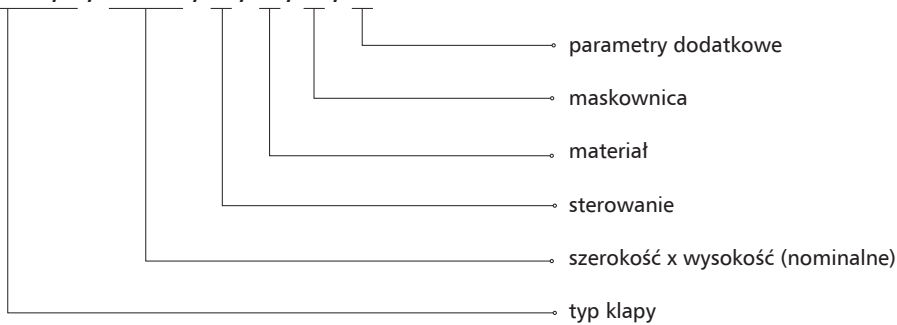 parametry dodatkowe
maskownica
materiał
sterowanie
szerokość x wysokość (nominalne)
typ klapy